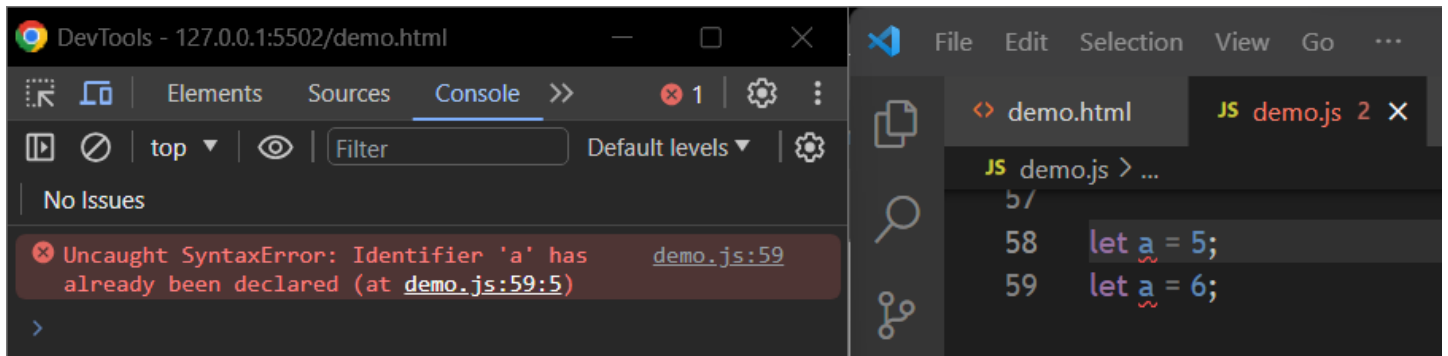 DevTools - 127.0.0.1:5502/demo.html
Elements Sources Console 1
top Filter Default levels
No Issues
Uncaught SyntaxError: Identifier 'a' has demo.js:59
already been declared (at demo.js:59:5)
File Edit Selection View Go ...
demo.html JS demo.js 2
JS demo.js > ...
57
58 let a = 5;
59 let a = 6;